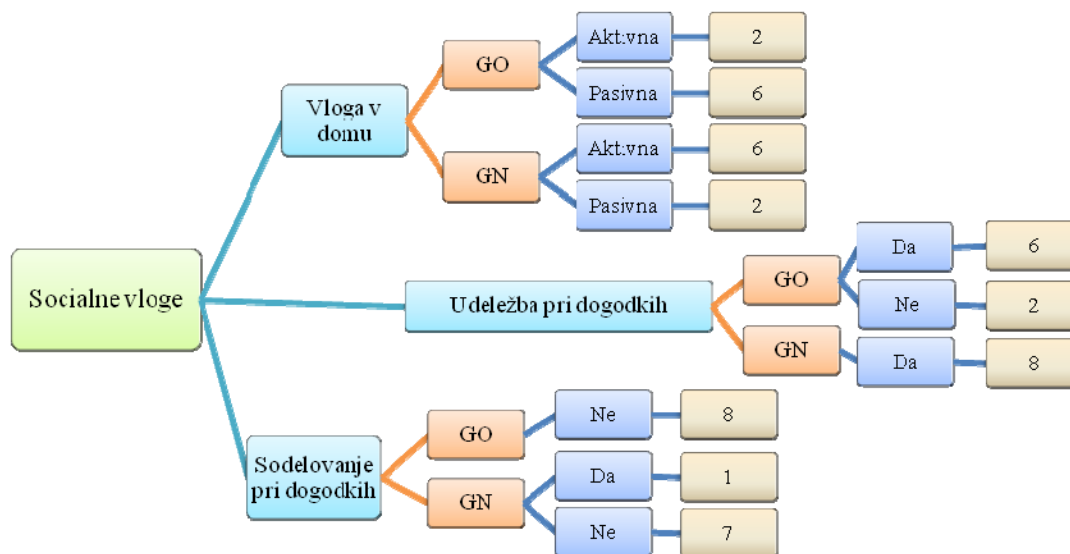 Socialne vloge
Vloga v
domu
GO
Akt:vna
2
Pasivna
6
GN
Akt:vna
6
Pasivna
2
Udeležba pri dogodkih
GO
Da
6
Ne
2
GN
Da
8
Sodelovanje
pri dogodkih
GO
Ne
8
GN
Da
1
Ne
7